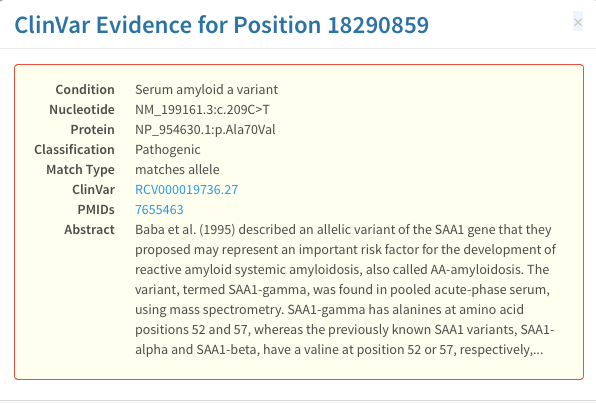 ClinVar Evidence for Position 18290859
×
Condition Serum amyloid a variant
Nucleotide NM_199161.3:c.209C>T
Protein NP_954630.1:p.Ala70Val
Classification Pathogenic
Match Type matches allele
ClinVar RCV000019736.27
PMIDs 7655463
Abstract Baba et al. (1995) described an allelic variant of the SAA1 gene that they
proposed may represent an important risk factor for the development of
reactive amyloid systemic amyloidosis, also called AA-amyloidosis. The
variant, termed SAA1-gamma, was found in pooled acute-phase serum,
using mass spectrometry. SAA1-gamma has alanines at amino acid
positions 52 and 57, whereas the previously known SAA1 variants, SAA1-
alpha and SAA1-beta, have a valine at position 52 or 57, respectively,...